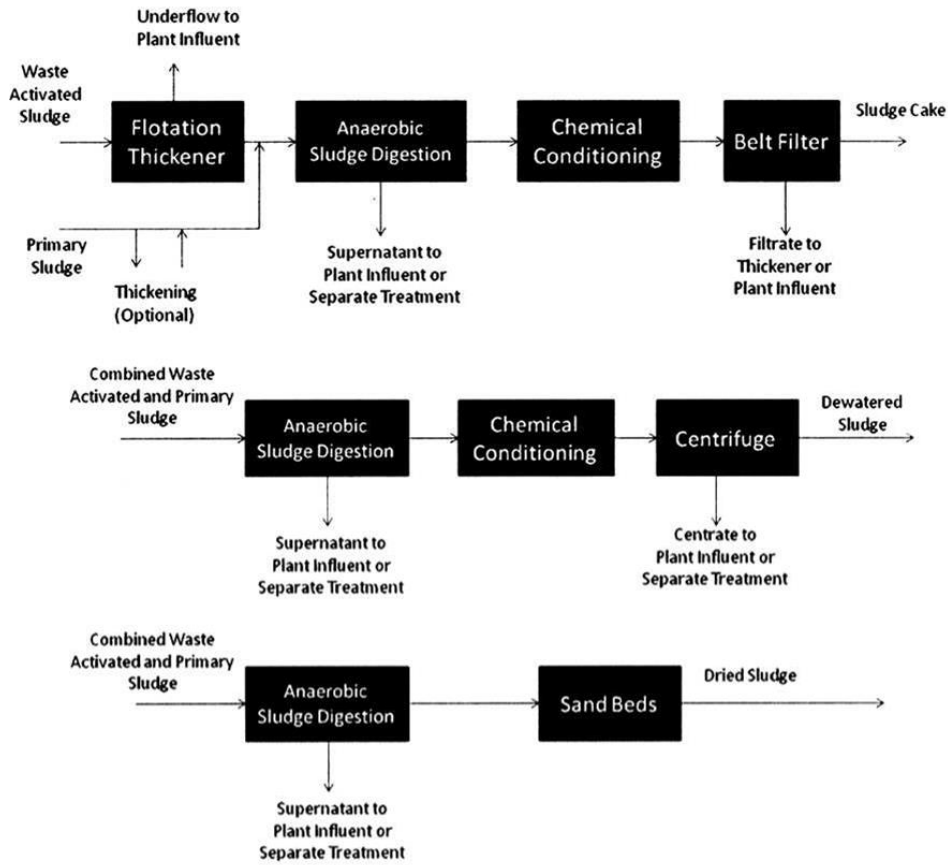 Underflow to
Plant Influent
Waste
Activated
Sludge
Flotation
Thickener
Anaerobic
Sludge Digestion
Chemical
Conditioning
Belt Filter
Sludge Cake
Primary
Sludge
Thickening
(Optional)
Supernatant to
Plant Influent or
Separate Treatment
Filtrate to
Thickener or
Plant Influent
Combined Waste
Activated and Primary
Sludge
Anaerobic
Sludge Digestion
Chemical
Conditioning
Centrifuge
Dewatered
Sludge
Supernatant to
Plant Influent or
Separate Treatment
Centrate to
Plant Influent or
Separate Treatment
Combined Waste
Activated and Primary
Sludge
Anaerobic
Sludge Digestion
Sand Beds
Dried Sludge
Supernatant to
Plant Influent or
Separate Treatment